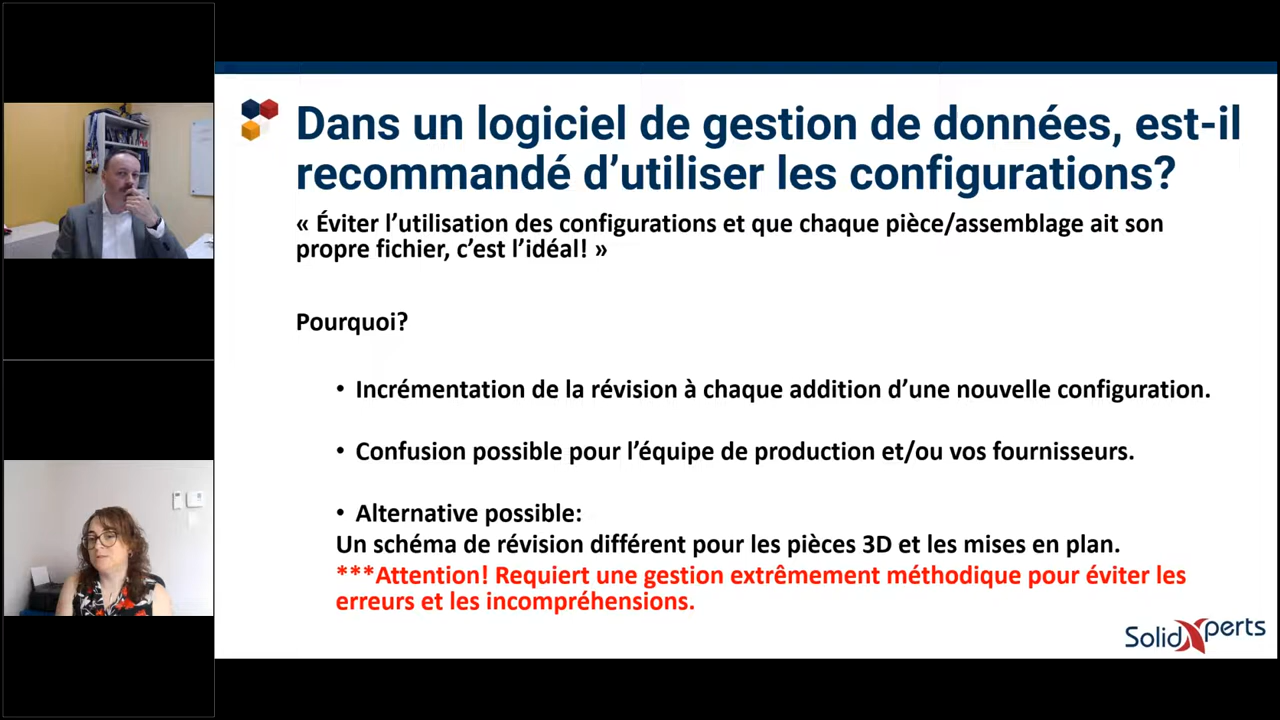 Dans un logiciel de gestion de données, est-il
recommandé d’utiliser les configurations?
« Éviter l’utilisation des configurations et que chaque pièce/assemblage ait son
propre fichier, c’est l’idéal! »
Pourquoi?
• Incrémentation de la révision à chaque addition d’une nouvelle configuration.
• Confusion possible pour l’équipe de production et/ou vos fournisseurs.
• Alternative possible:
Un schéma de révision différent pour les pièces 3D et les mises en plan.
***Attention! Requiert une gestion extrêmement méthodique pour éviter les
erreurs et les incompréhensions.
SolidXperts